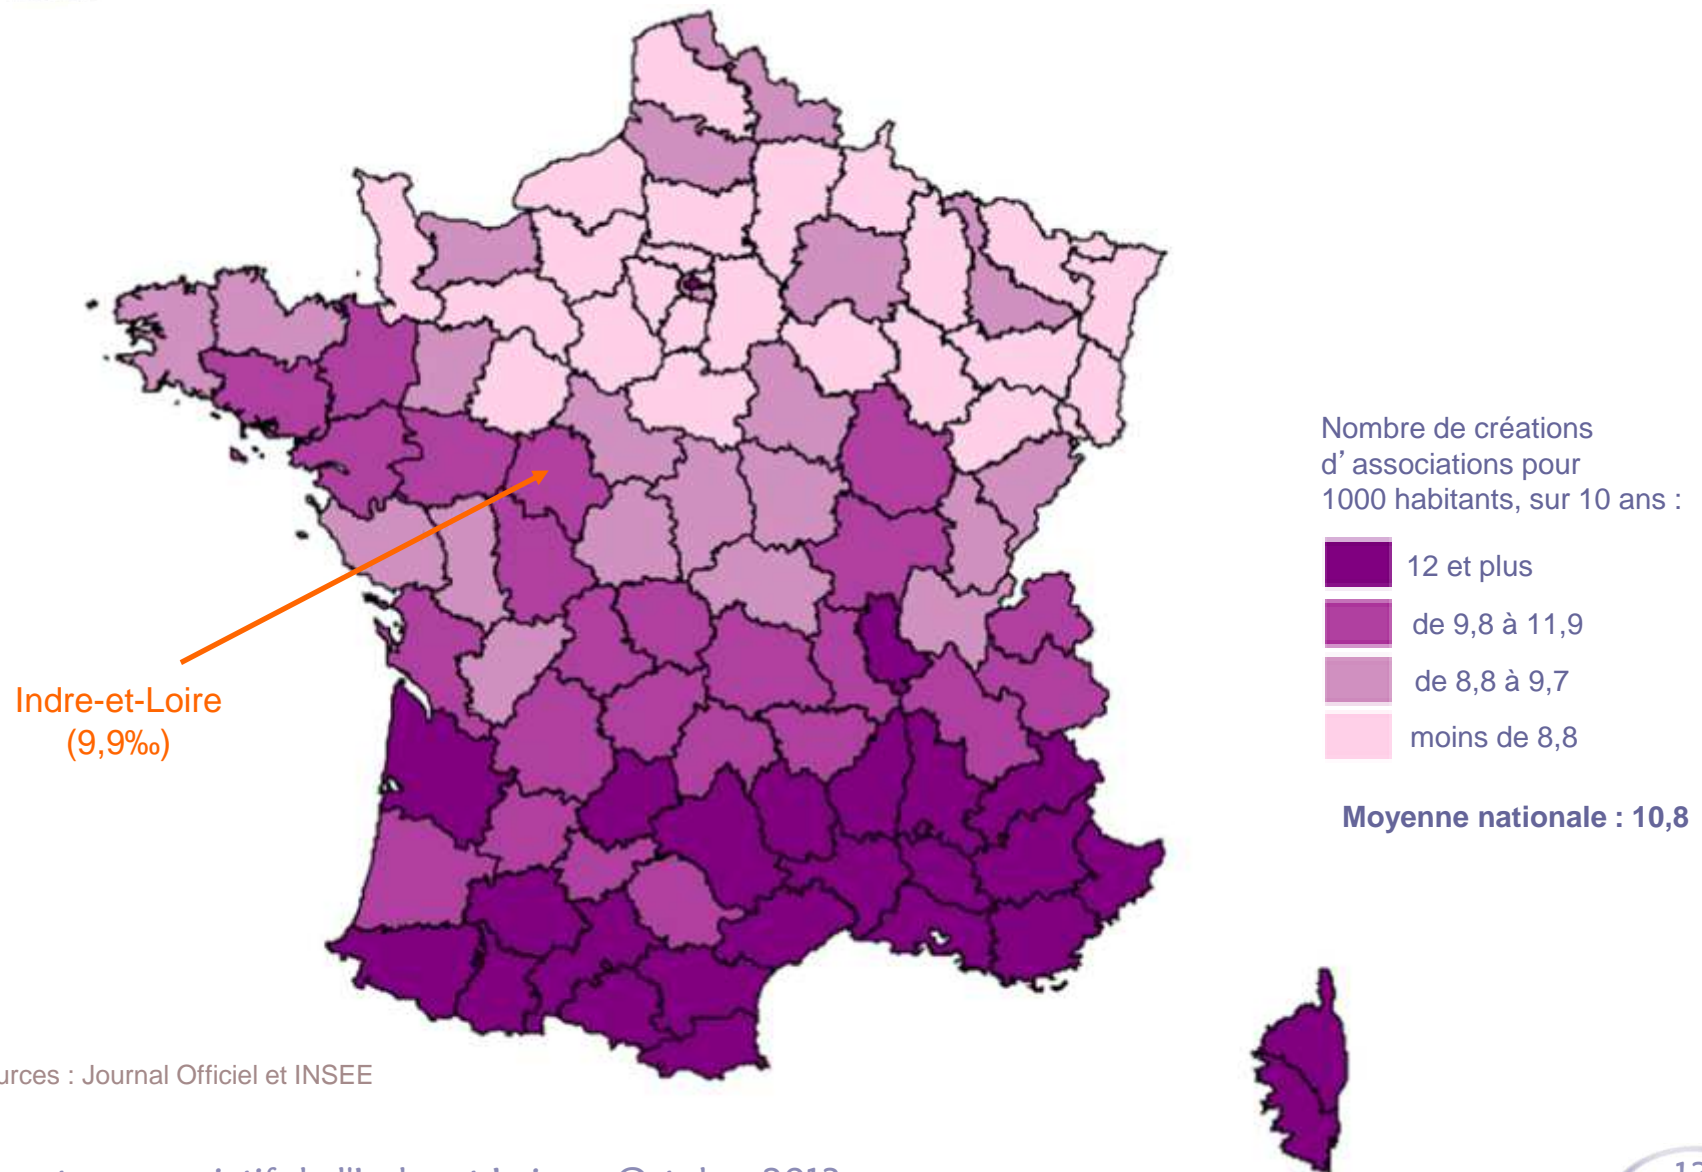 Nombre de créations
d’associations pour
1000 habitants, sur 10 ans :
12 et plus
de 9,8 à 11,9
de 8,8 à 9,7
moins de 8,8
Moyenne nationale : 10,8
Indre-et-Loire
(9,9‰)
: Journal Officiel et INSEE